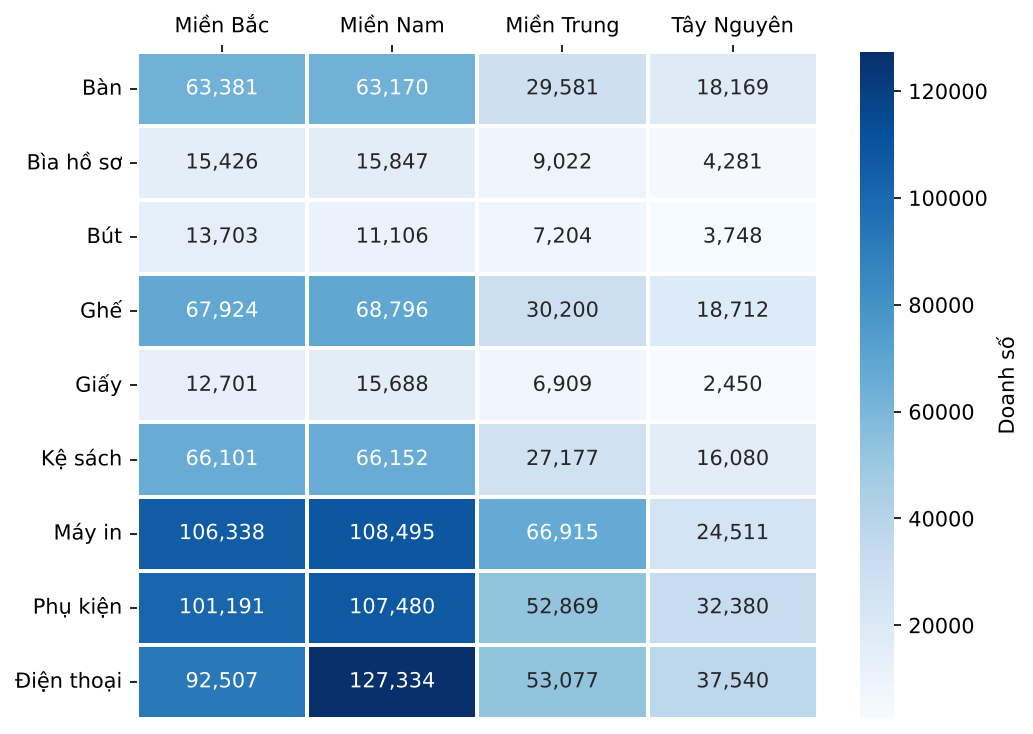 Miền Bắc Miền Nam Miền Trung Tây Nguyên
Bàn 63,381 63,170 29,581 18,169
Bìa hồ sơ 15,426 15,847 9,022 4,281
Bút 13,703 11,106 7,204 3,748
Ghế 67,924 68,796 30,200 18,712
Giấy 12,701 15,688 6,909 2,450
Kệ sách 66,101 66,152 27,177 16,080
Máy in 106,338 108,495 66,915 24,511
Phụ kiện 101,191 107,480 52,869 32,380
Điện thoại 92,507 127,334 53,077 37,540
120000
100000
80000
60000
40000
20000
Doanh số